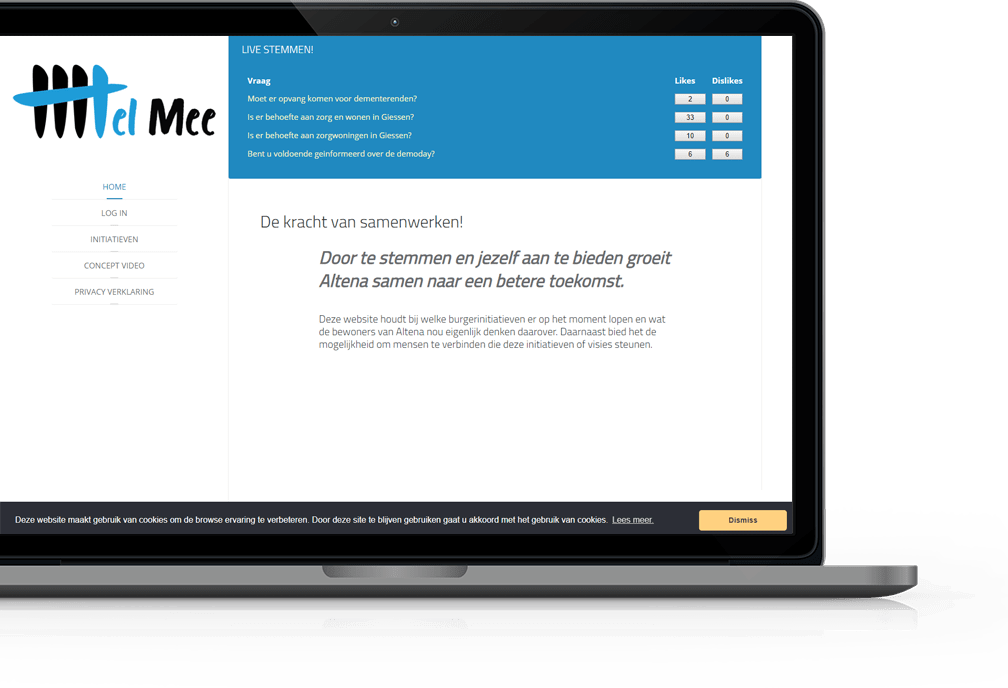 Tel Mee
HOME
LOG IN
INITIATIEVEN
CONCEPT VIDEO
PRIVACY VERKLARING
LIVE STEMMEN!
Vraag Likes Dislikes
Moet er opvang komen voor dementerenden? 2 0
Is er behoefte aan zorg en wonen in Giessen? 33 0
Is er behoefte aan zorgwoningen in Giessen? 10 0
Bent u voldoende geinformeerd over de demoday? 6 6
De kracht van samenwerken!
Door te stemmen en jezelf aan te bieden groeit
Altena samen naar een betere toekomst.
Deze website houdt bij welke burgerinitiatieven er op het moment lopen en wat
de bewoners van Altena nou eigenlijk denken daarover. Daarnaast bied het de
mogelijkheid om mensen te verbinden die deze initiatieven of visies steunen.
Deze website maakt gebruik van cookies om de browse ervaring te verbeteren. Door deze site te blijven gebruiken gaat u akkoord met het gebruik van cookies. Lees meer. Dismiss